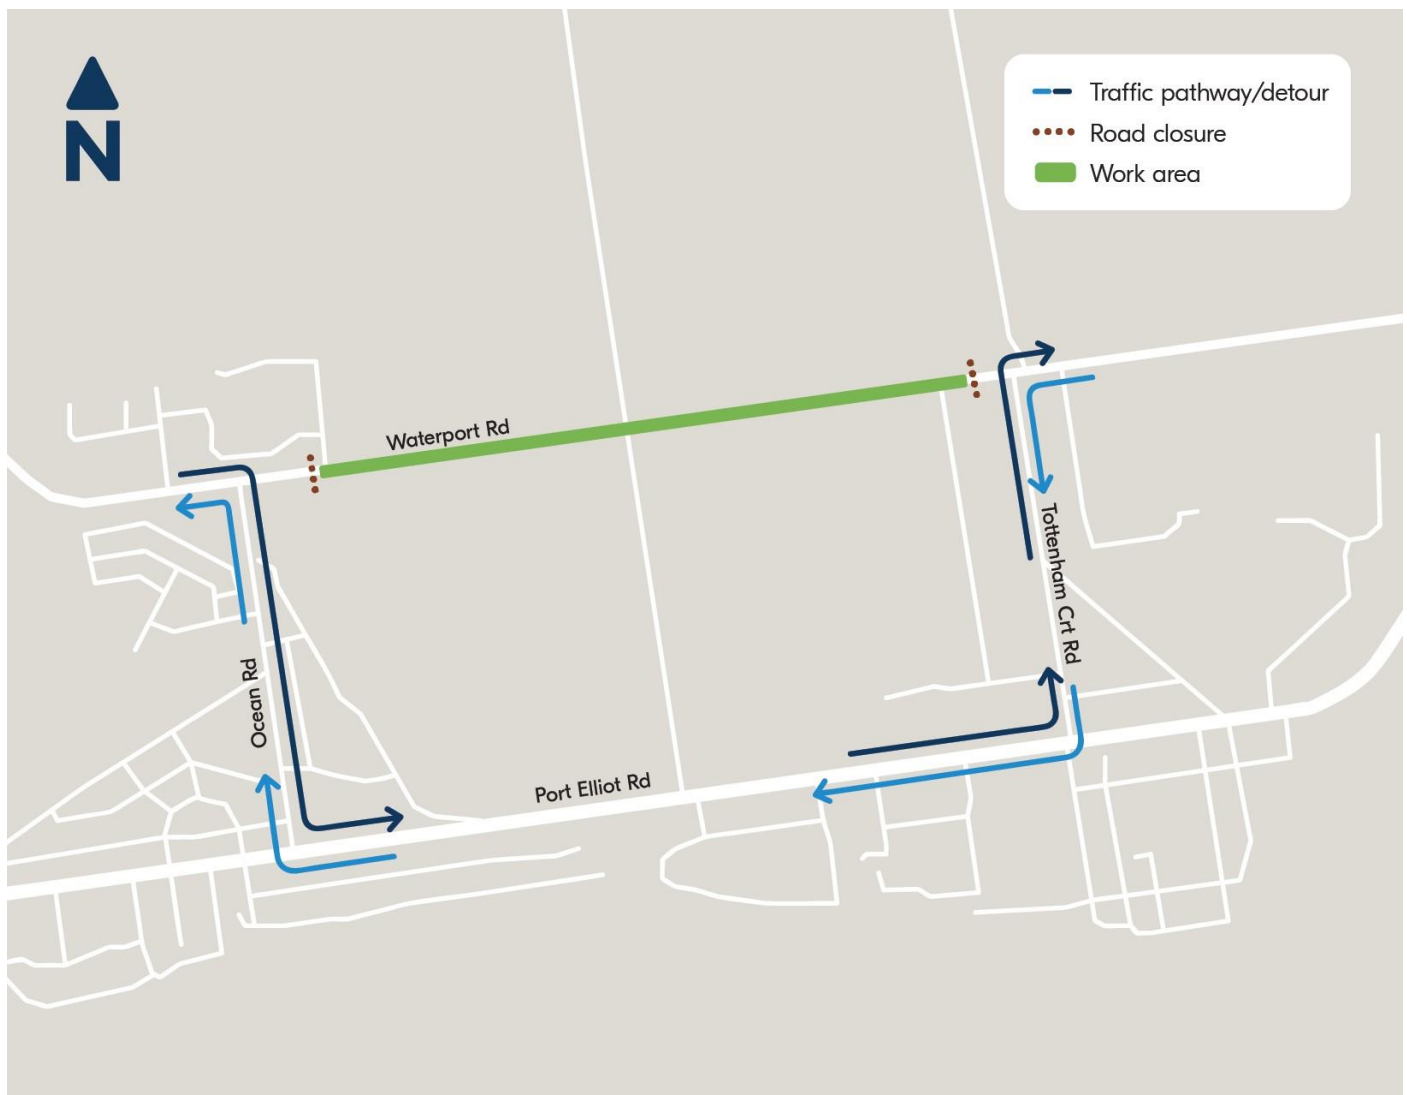 N
Traffic pathway/detour
Road closure
Work area
Waterport Rd
Tottenham Crt Rd
Ocean Rd
Port Elliot Rd